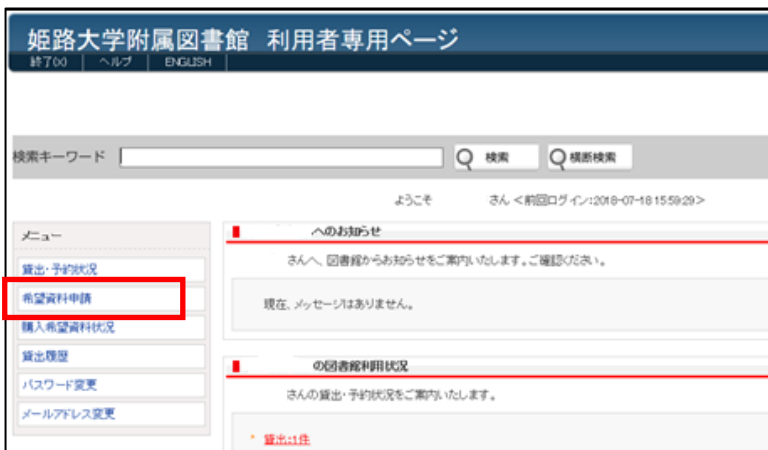 姫路大学附属図書館 利用者専用ページ
終了(X) ヘルプ ENGLISH
検索キーワード 検索 横断検索
ようこそ さん <前回ログイン:2018-07-18 15:59:29>
メニュー
貸出・予約状況
希望資料申請
購入希望資料状況
貸出履歴
パスワード変更
メールアドレス変更
へのお知らせ
さんへ、図書館からお知らせをご案内いたします。ご確認ください。
現在、メッセージはありません。
の図書館利用状況
さんの貸出・予約状況をご案内いたします。
貸出:1件